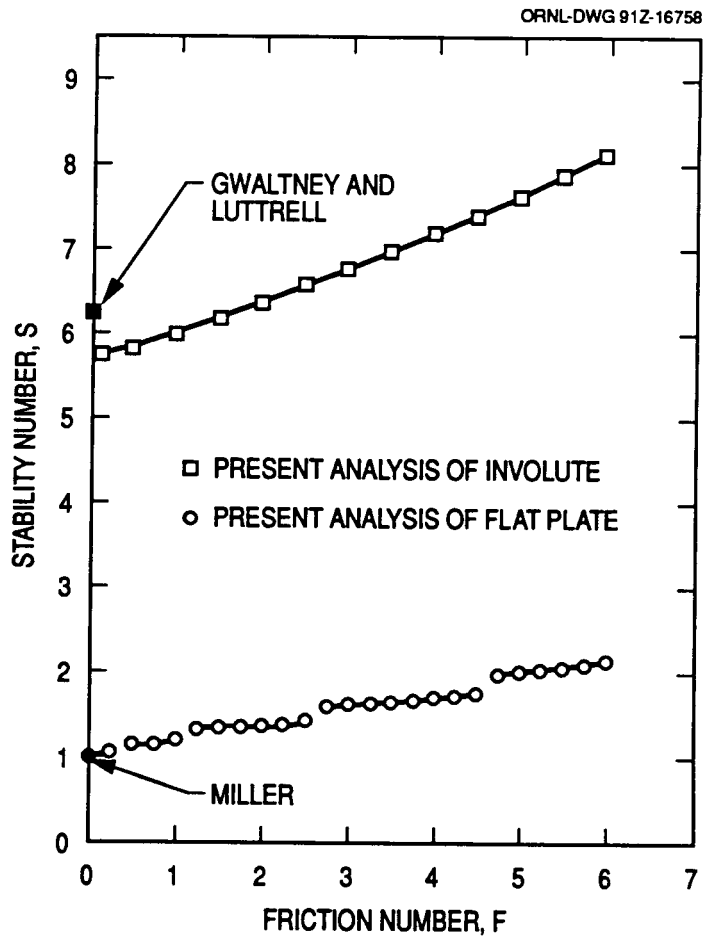 ORNL-DWG 91Z-16758
9
8
7
6
5
4
3
2
1
0
STABILITY NUMBER, S
GWALTNEY AND
LUTTRELL
PRESENT ANALYSIS OF INVOLUTE
PRESENT ANALYSIS OF FLAT PLATE
MILLER
0 1 2 3 4 5 6 7
FRICTION NUMBER, F